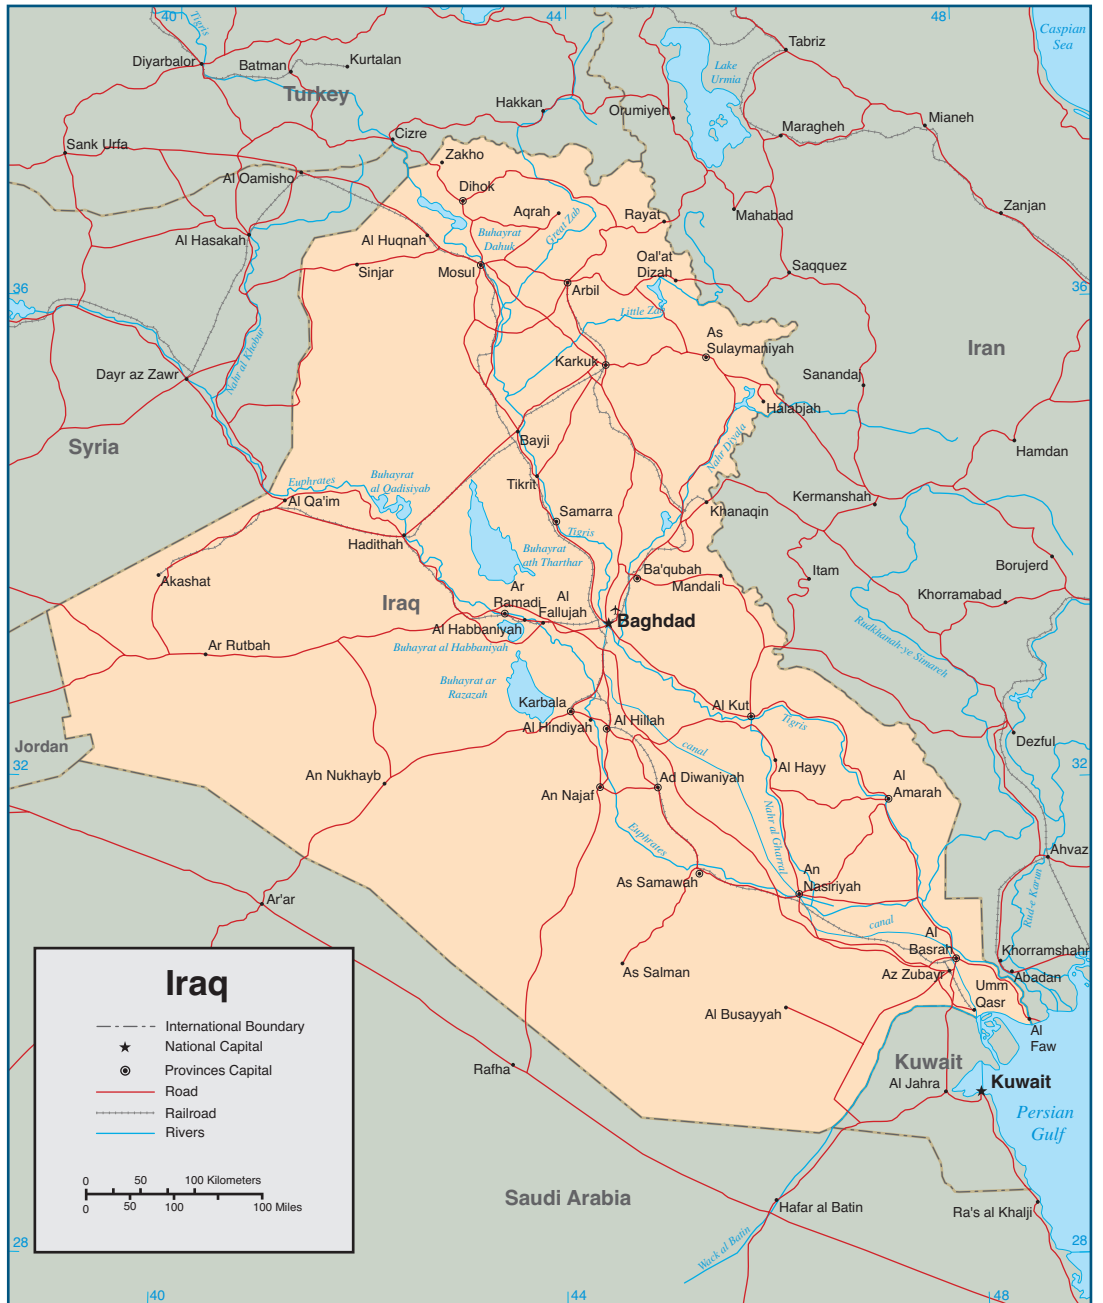 40
44
48
Tigris
Caspian
Sea
Tabriz
Diyarbalor
Batman
Kurtalan
Lake
Urmia
Turkey
Hakkan
Orumiyeh
Mianeh
Maragheh
Cizre
Sank Urfa
Zakho
Al Oamisho
Dihok
Aqrah
Rayat
Mahabad
Zanjan
Great Zab
Al Hasakah
Al Huqnah
Buhayrat
Dahuk
Sinjar
Mosul
Oal'at
Dizah
Saqquez
Arbil
36
36
Little Zab
As
Sulaymaniyah
Iran
Nahr al Khobur
Karkuk
Dayr az Zawr
Sanandaj
Halabjah
Syria
Bayji
Nahr Diyala
Hamdan
Euphrates
Buhayrat
al Qadisiyab
Tikrit
Al Qa'im
Kermanshah
Khanaqin
Samarra
Tigris
Hadithah
Buhayrat
ath Tharthar
Borujerd
Akashat
Ba'qubah
Mandali
Itam
Ar
Ramadi
Al
Fallujah
Khorramabad
Iraq
Baghdad
Al Habbaniyah
Rudkhanah-ye Simareh
Ar Rutbah
Buhayrat al Habbaniyah
Buhayrat ar
Razazah
Karbala
Al Kut
Tigris
Al Hindiyah
Al Hillah
Jordan
canal
Dezful
An Nukhayb
Al Hayy
32
32
Ad Diwaniyah
Al
Amarah
An Najaf
Nahr al Gharral
Euphrates
Ahvaz
An
Nasiriyah
As Samawah
Rud-e Karun
Ar'ar
canal
Al
Basrah
Khorramshahr
As Salman
Az Zubayr
Abadan
Umm
Qasr
Iraq
Al Busayyah
Al
Faw
International Boundary
National Capital
Kuwait
Provinces Capital
Rafha
Al Jahra
Kuwait
Road
Railroad
Persian
Gulf
Rivers
0 50 100 Kilometers
0 50 100 100 Miles
Saudi Arabia
Hafar al Batin
Ra's al Khalji
Wack al Batin
28
28
40
44
48